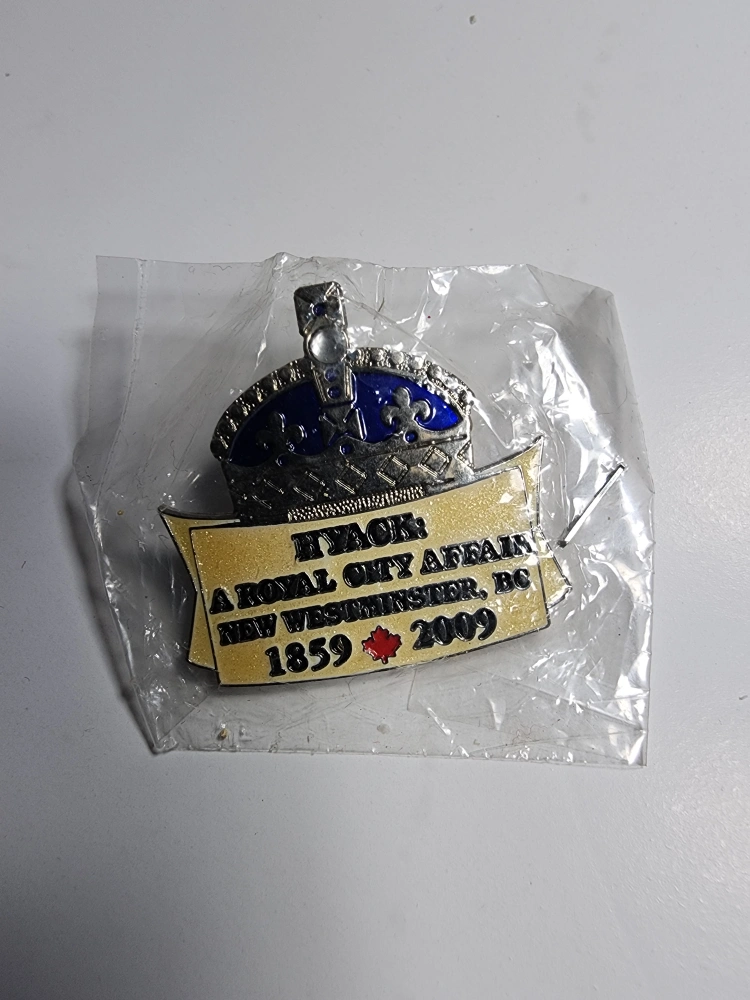 HYACK:
A ROYAL CITY AFFAIR
NEW WESTMINSTER, BC
1859 2009